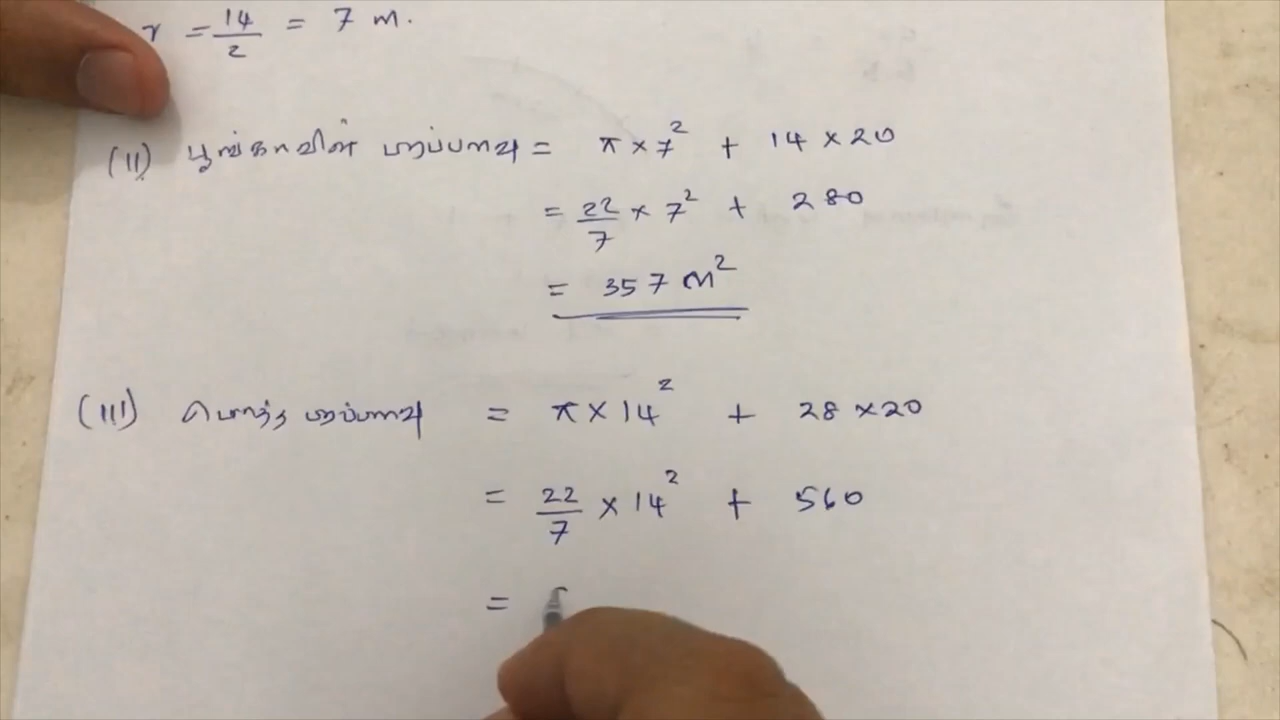 r = 14/2 = 7 m.
(II) பூங்காவின் பரப்பளவு = π × 7² + 14 × 20
= 22/7 × 7² + 280
= 357 m²
(III) மொத்த பரப்பளவு = π × 14² + 28 × 20
= 22/7 × 14² + 560
=